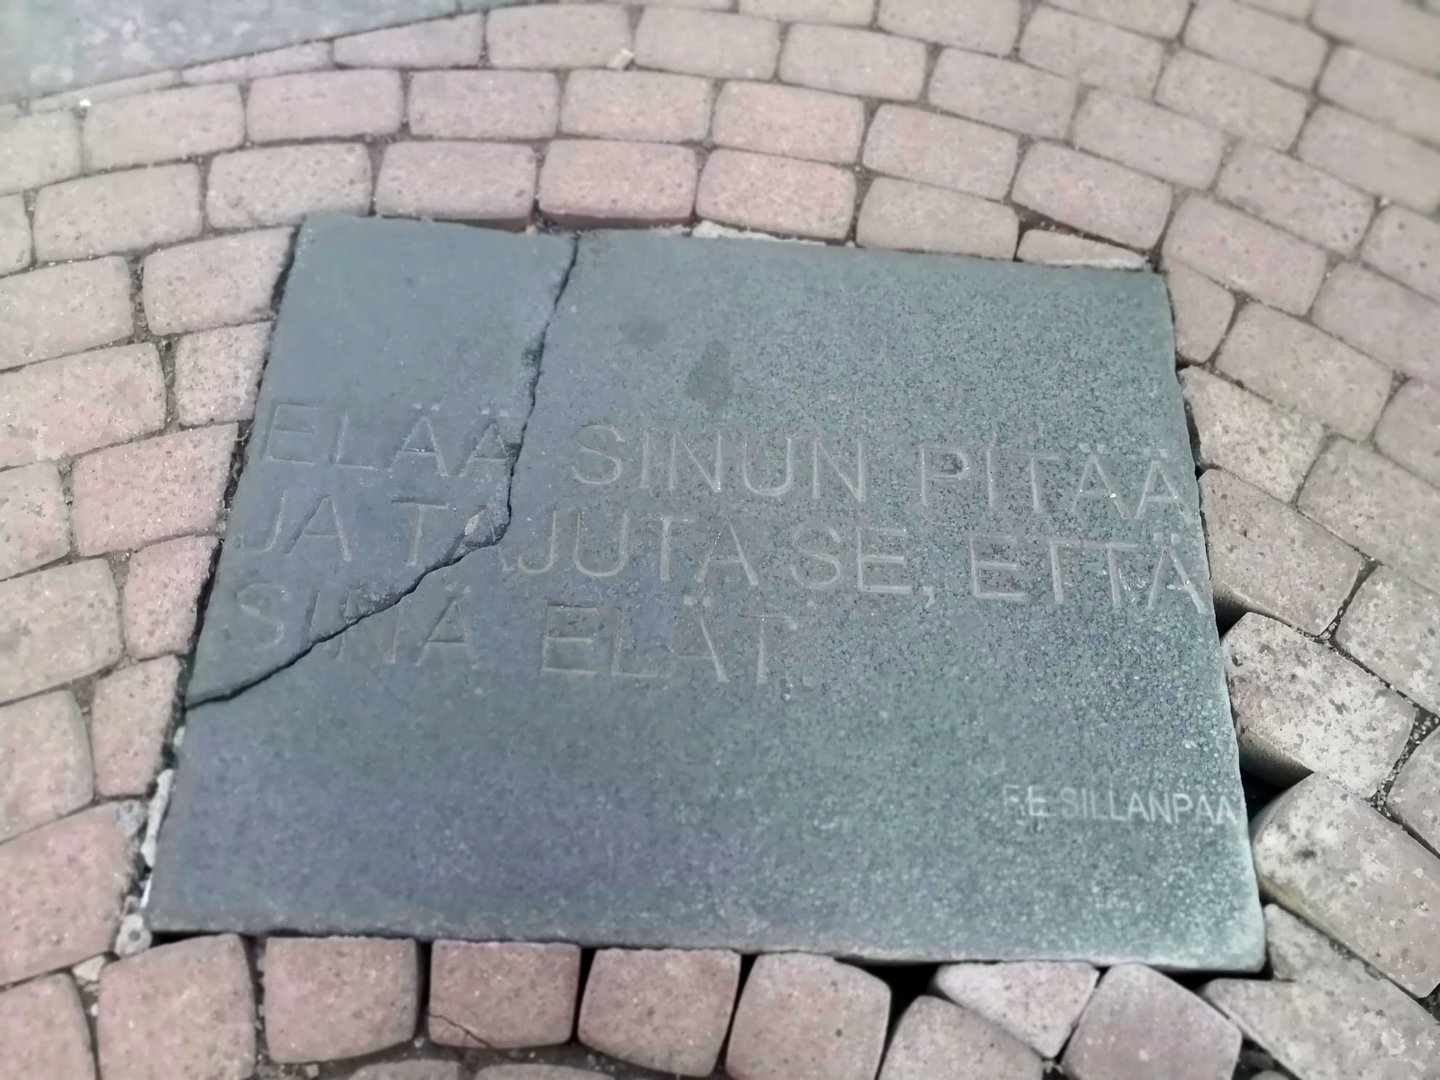 ELÄÄ SINUN PITÄÄ
JA TAJUTA SE, ETTÄ
SINÄ ELÄT.
F.E SILLANPÄÄ